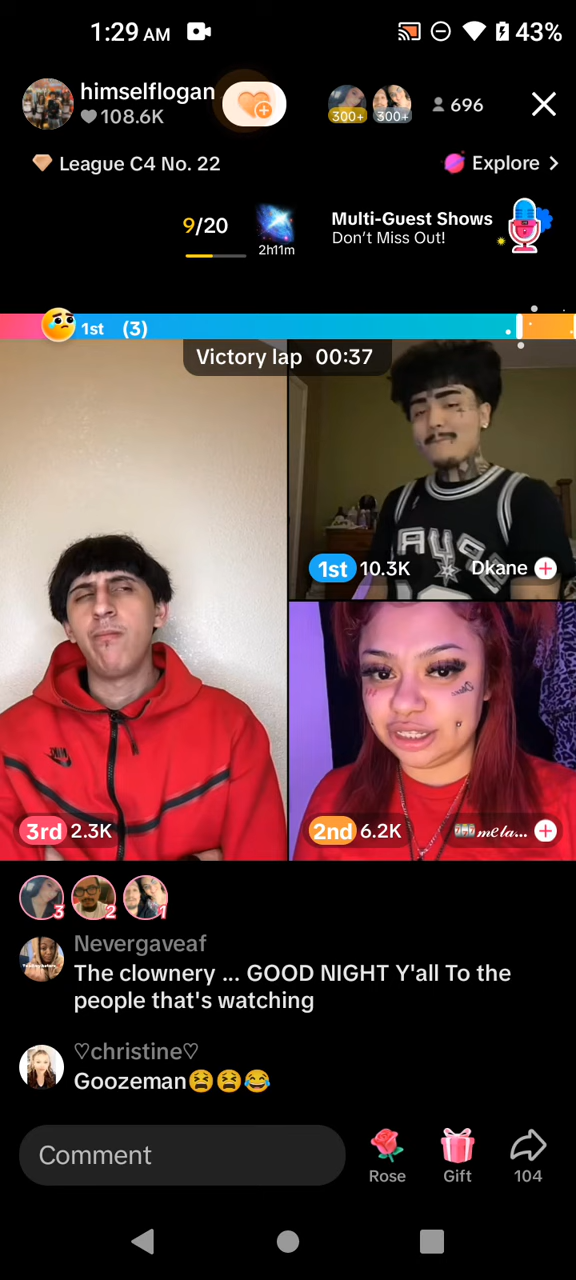 1:29 AM 43%
himselflogan
108.6K
300+ 300+ 696
League C4 No. 22
Explore >
9/20
2h11m
Multi-Guest Shows
Don't Miss Out!
1st (3)
Victory lap 00:37
1st 10.3K Dkane
3rd 2.3K
2nd 6.2K 𝓂𝑒𝓁𝒶...
3 2 1
Nevergaveaf
The clownery ... GOOD NIGHT Y'all To the
people that's watching
♡christine♡
Goozeman😫😫😂
Comment
Rose
Gift
104